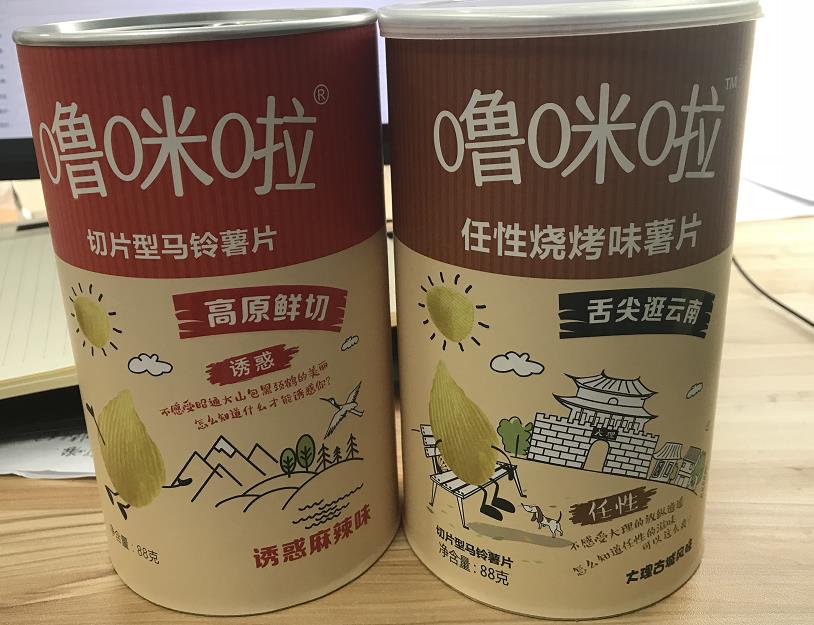 噜咪啦®
切片型马铃薯片
高原鲜切
诱惑
不感受昭通大山包黑颈鹤的美丽
怎么知道什么才能诱惑你?
诱惑麻辣味
净含量:88克
噜咪啦™
任性烧烤味薯片
舌尖逛云南
大理
任性
不感受大理的放纵逍遥
怎么知道任性的滋味
可以这么爽?
切片型马铃薯片
净含量:88克
大理古城风味